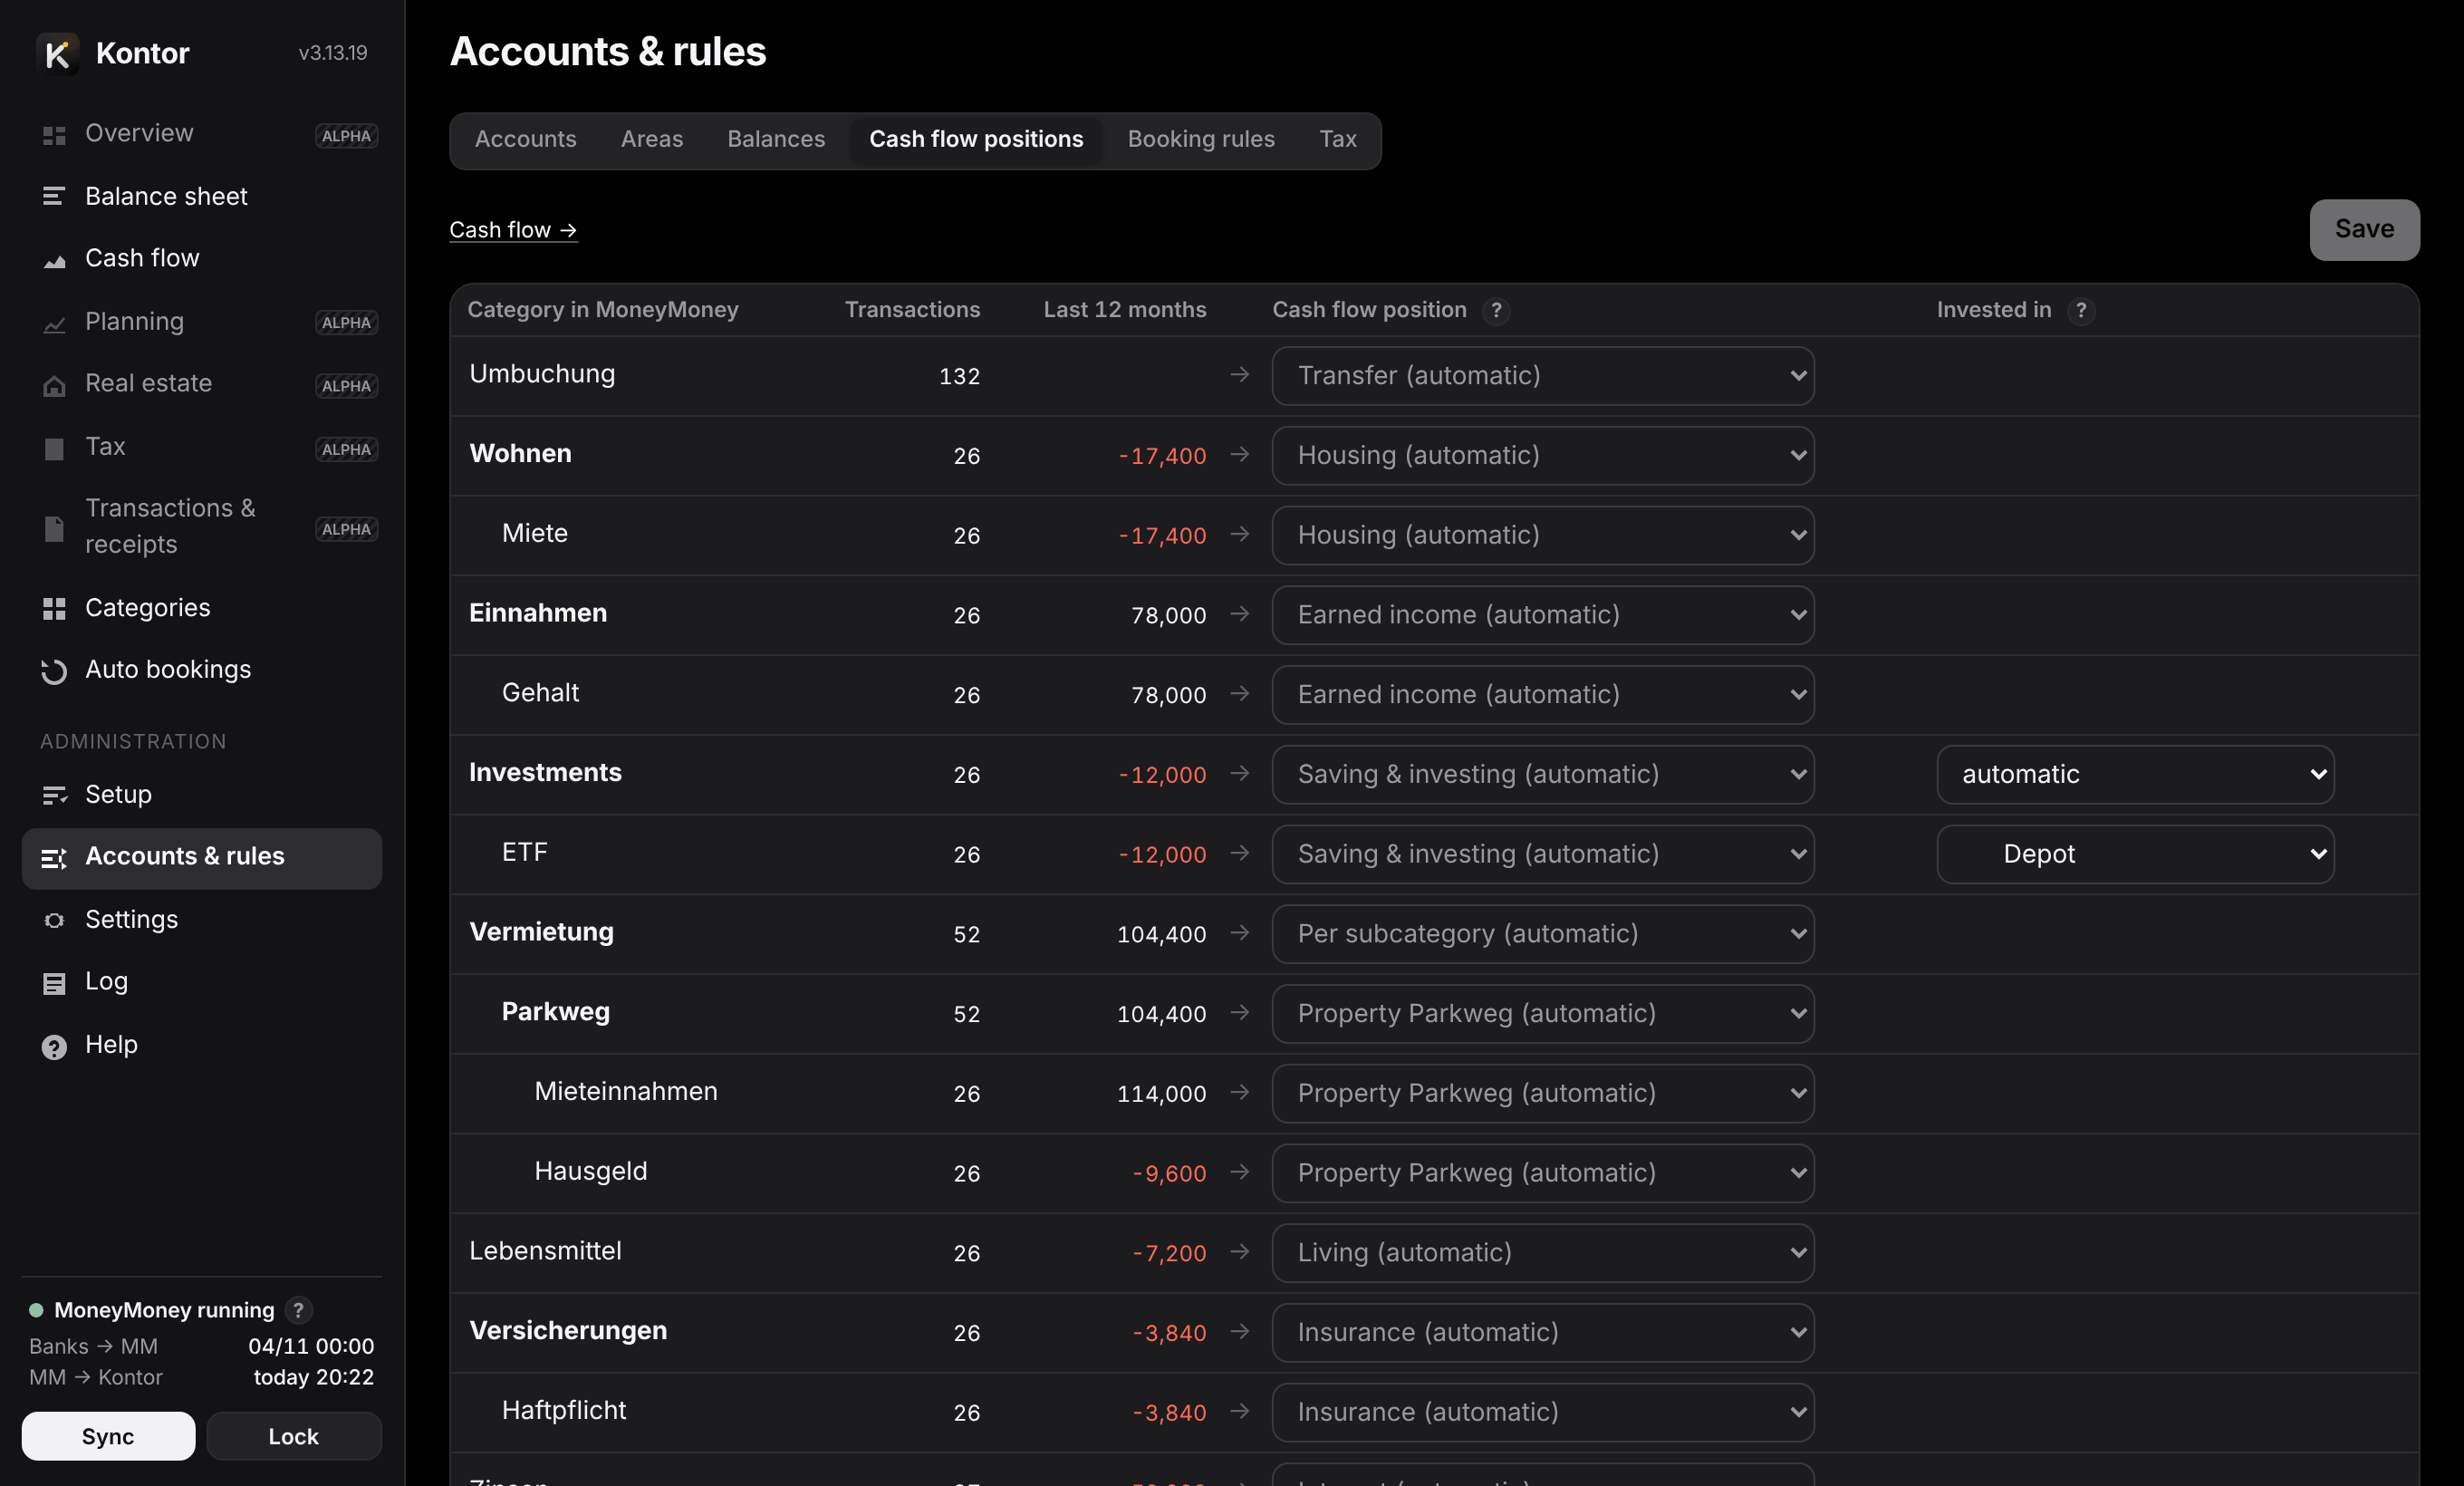 Kontor v3.13.19
Overview ALPHA
Balance sheet
Cash flow
Planning ALPHA
Real estate ALPHA
Tax ALPHA
Transactions & receipts ALPHA
Categories
Auto bookings
ADMINISTRATION
Setup
Accounts & rules
Settings
Log
Help
MoneyMoney running ?
Banks → MM 04/11 00:00
MM → Kontor today 20:22
Sync Lock
Accounts & rules
Accounts Areas Balances Cash flow positions Booking rules Tax
Cash flow →
Save
Category in MoneyMoney Transactions Last 12 months Cash flow position ? Invested in ?
Umbuchung 132 → Transfer (automatic)
Wohnen 26 -17,400 → Housing (automatic)
Miete 26 -17,400 → Housing (automatic)
Einnahmen 26 78,000 → Earned income (automatic)
Gehalt 26 78,000 → Earned income (automatic)
Investments 26 -12,000 → Saving & investing (automatic) automatic
ETF 26 -12,000 → Saving & investing (automatic) Depot
Vermietung 52 104,400 → Per subcategory (automatic)
Parkweg 52 104,400 → Property Parkweg (automatic)
Mieteinnahmen 26 114,000 → Property Parkweg (automatic)
Hausgeld 26 -9,600 → Property Parkweg (automatic)
Lebensmittel 26 -7,200 → Living (automatic)
Versicherungen 26 -3,840 → Insurance (automatic)
Haftpflicht 26 -3,840 → Insurance (automatic)